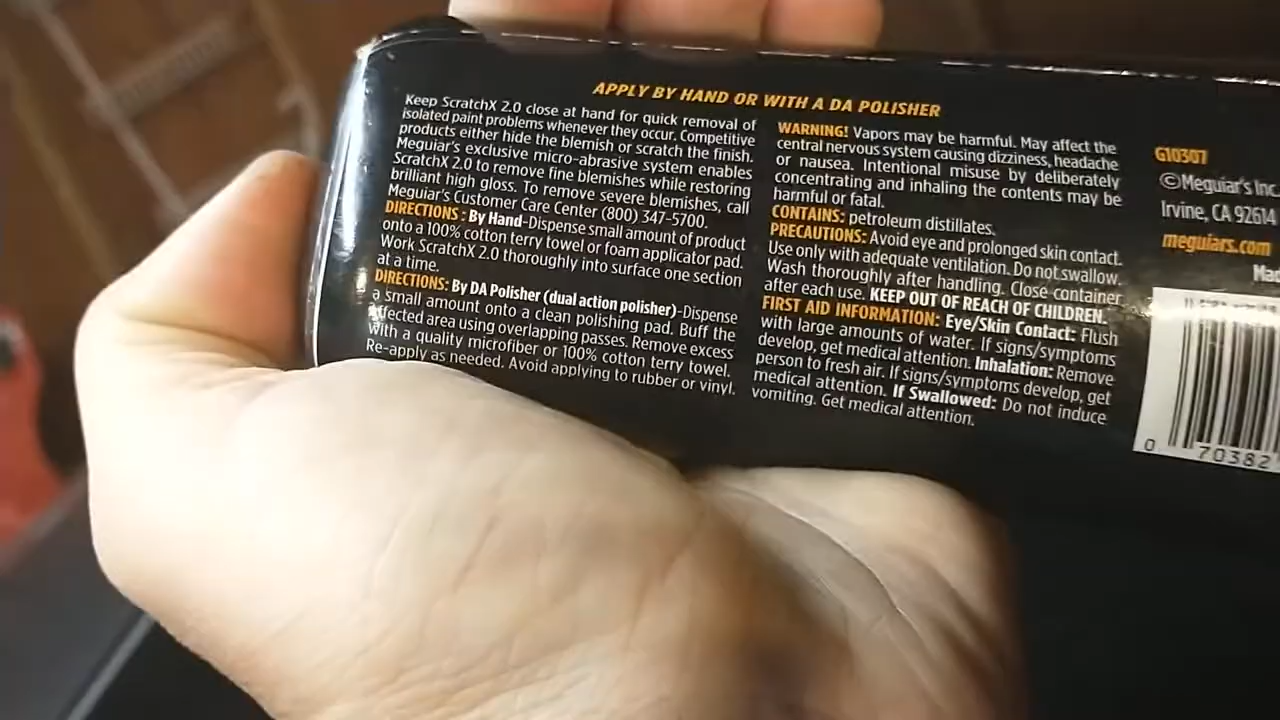 APPLY BY HAND OR WITH A DA POLISHER
Keep ScratchX 2.0 close at hand for quick removal of
isolated paint problems whenever they occur. Competitive
products either hide the blemish or scratch the finish.
Meguiar's exclusive micro-abrasive system enables
ScratchX 2.0 to remove fine blemishes while restoring
brilliant high gloss. To remove severe blemishes, call
Meguiar's Customer Care Center (800) 347-5700.
DIRECTIONS : By Hand-Dispense small amount of product
onto a 100% cotton terry towel or foam applicator pad.
Work ScratchX 2.0 thoroughly into surface one section
at a time.
DIRECTIONS: By DA Polisher (dual action polisher)-Dispense
a small amount onto a clean polishing pad. Buff the
affected area using overlapping passes. Remove excess
with a quality microfiber or 100% cotton terry towel.
Re-apply as needed. Avoid applying to rubber or vinyl.
WARNING! Vapors may be harmful. May affect the
central nervous system causing dizziness, headache
or nausea. Intentional misuse by deliberately
concentrating and inhaling the contents may be
harmful or fatal.
CONTAINS: petroleum distillates.
PRECAUTIONS: Avoid eye and prolonged skin contact.
Use only with adequate ventilation. Do not swallow.
Wash thoroughly after handling. Close container
after each use. KEEP OUT OF REACH OF CHILDREN.
FIRST AID INFORMATION: Eye/Skin Contact: Flush
with large amounts of water. If signs/symptoms
develop, get medical attention. Inhalation: Remove
person to fresh air. If signs/symptoms develop, get
medical attention. If Swallowed: Do not induce
vomiting. Get medical attention.
G10307
©Meguiar's Inc.
Irvine, CA 92614
meguiars.com
Mad
0 70382